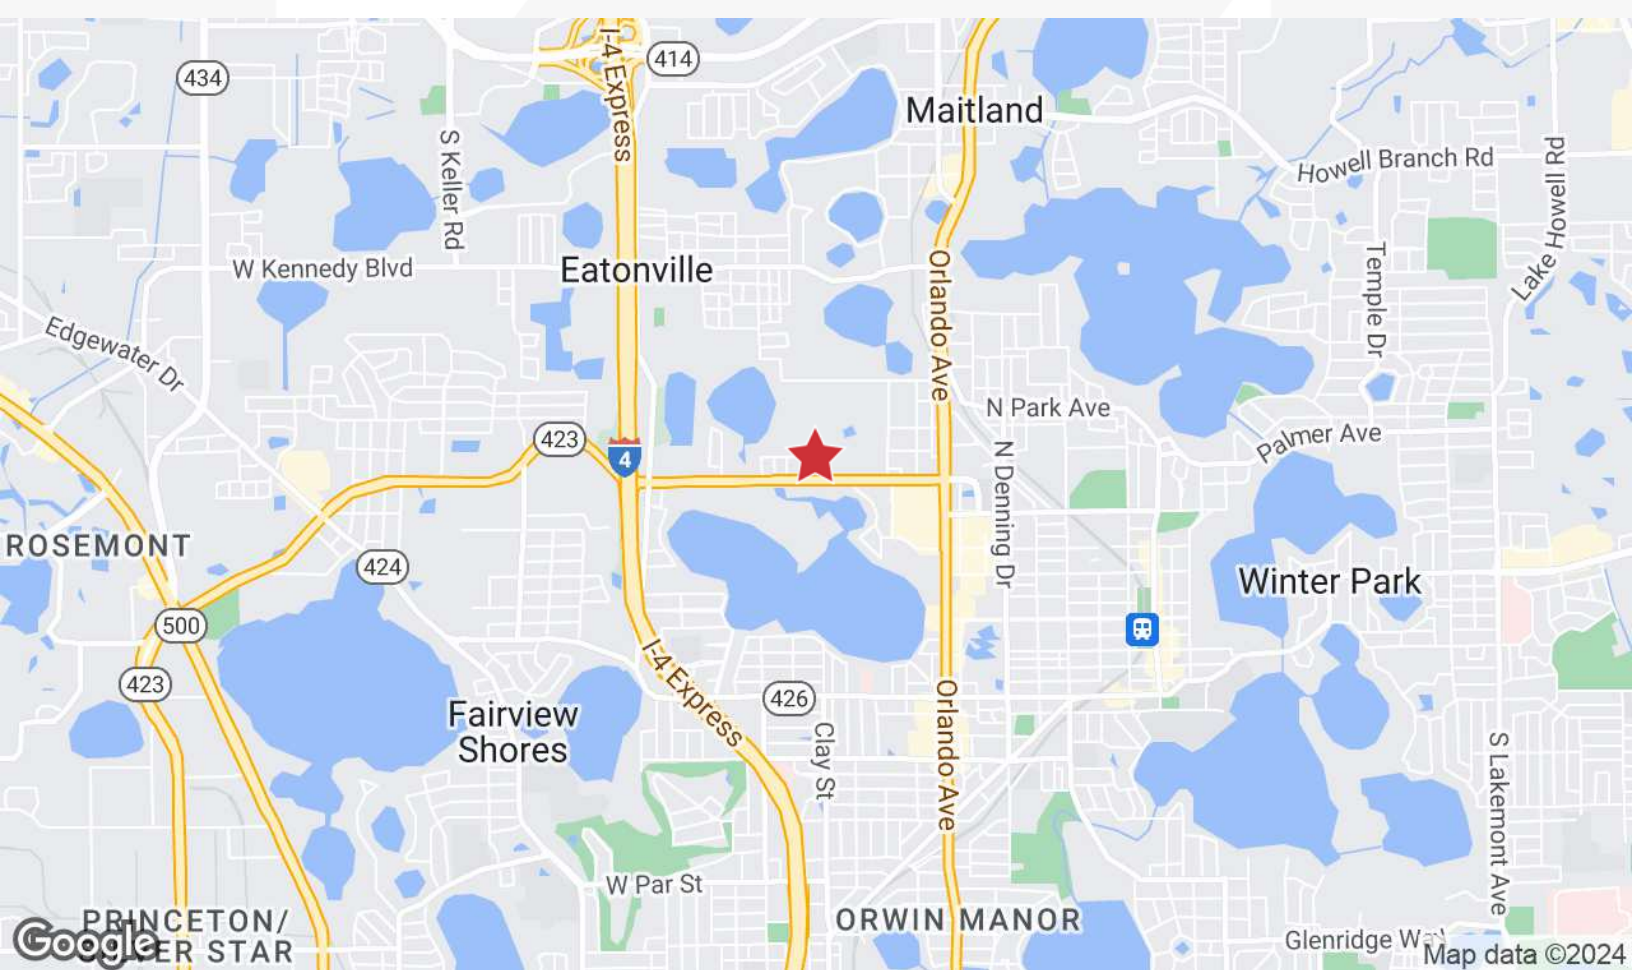 I-4 Express
414
434
Maitland
S Keller Rd
Howell Branch Rd
Lake Howell Rd
W Kennedy Blvd
Eatonville
Orlando Ave
Temple Dr
Edgewater Dr
N Park Ave
Palmer Ave
423
4
N Denning Dr
ROSEMONT
424
Winter Park
500
423
I-4 Express
426
Orlando Ave
Fairview
Shores
Clay St
S Lakemont Ave
W Par St
PRINCETON/
SILVER STAR
ORWIN MANOR
Glenridge Way
Google
Map data ©2024